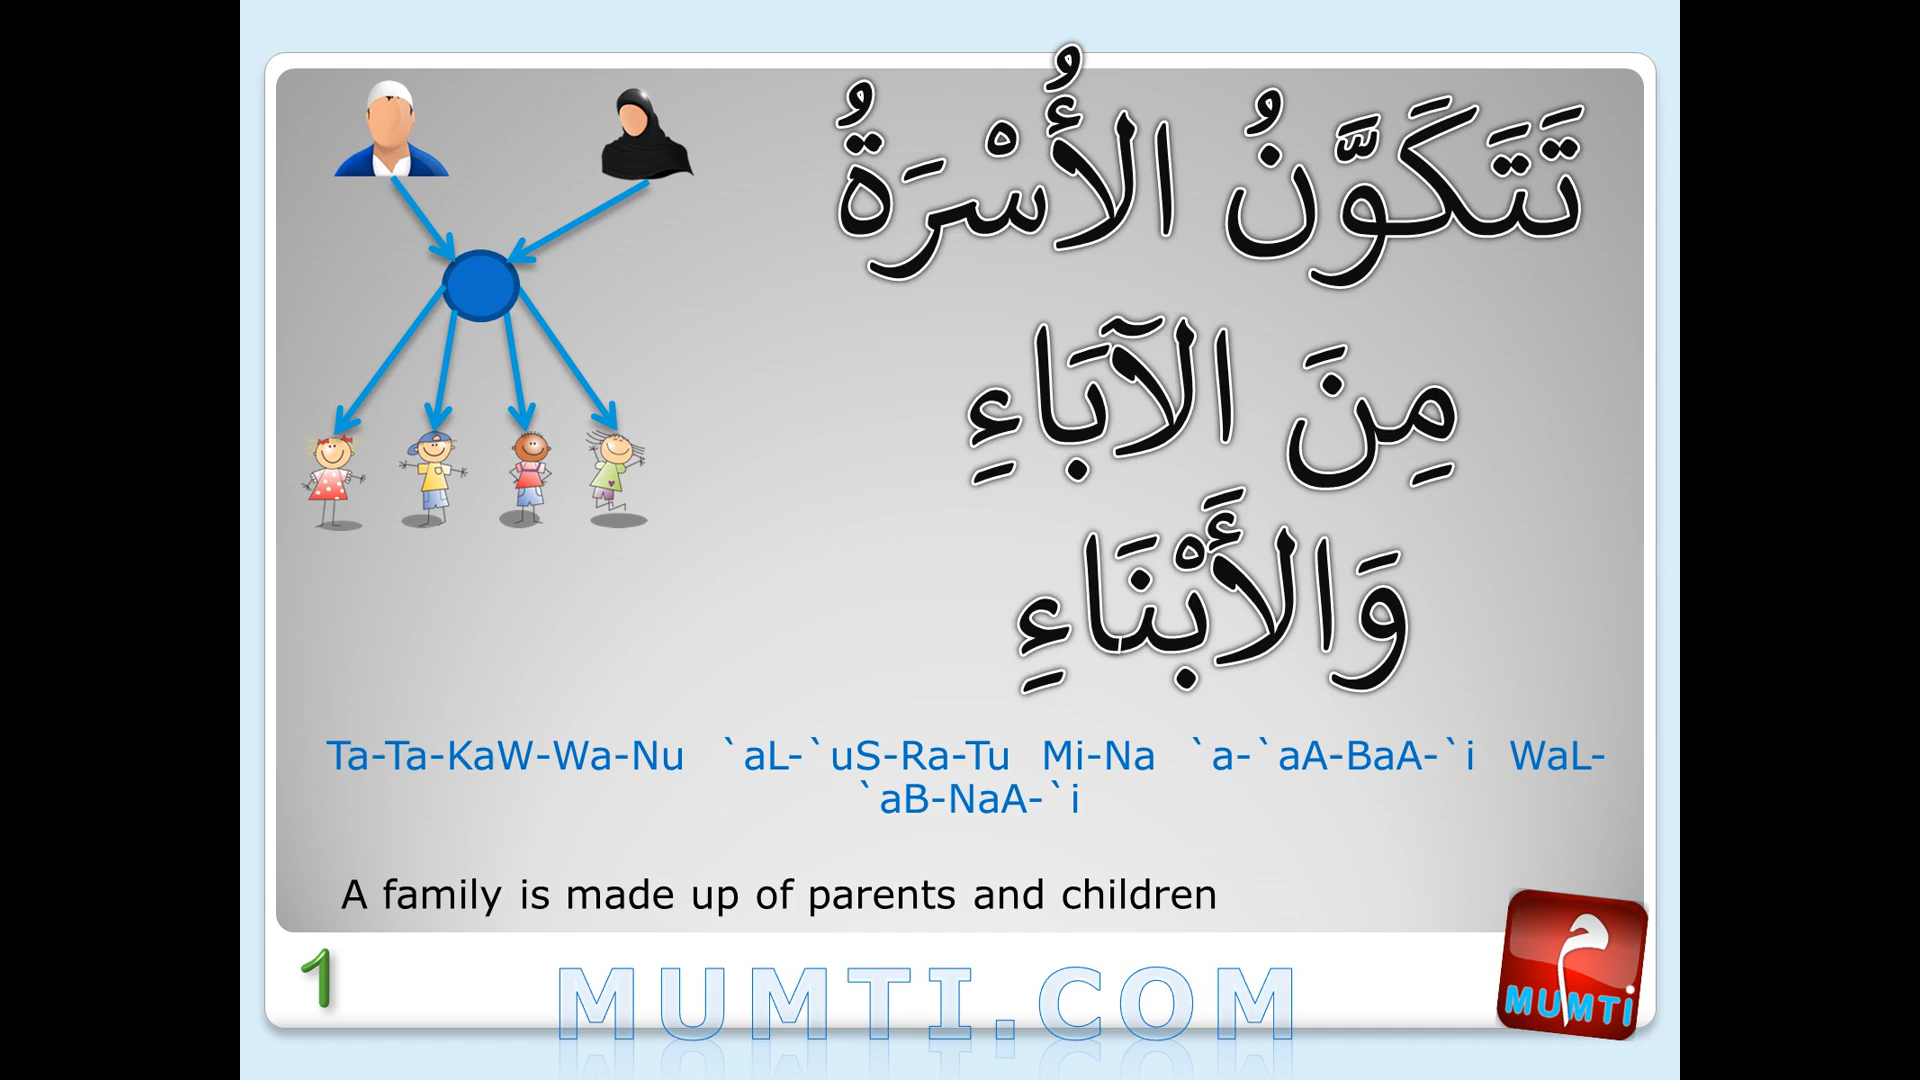 تَتَكَوَّنُ الأُسْرَةُ
مِنَ الآبَاءِ
وَالأَبْنَاءِ
Ta-Ta-KaW-Wa-Nu `aL-`uS-Ra-Tu Mi-Na `a-`aA-BaA-`i WaL-
`aB-NaA-`i
A family is made up of parents and children
1
MUMTI.COM
م
MUMTi